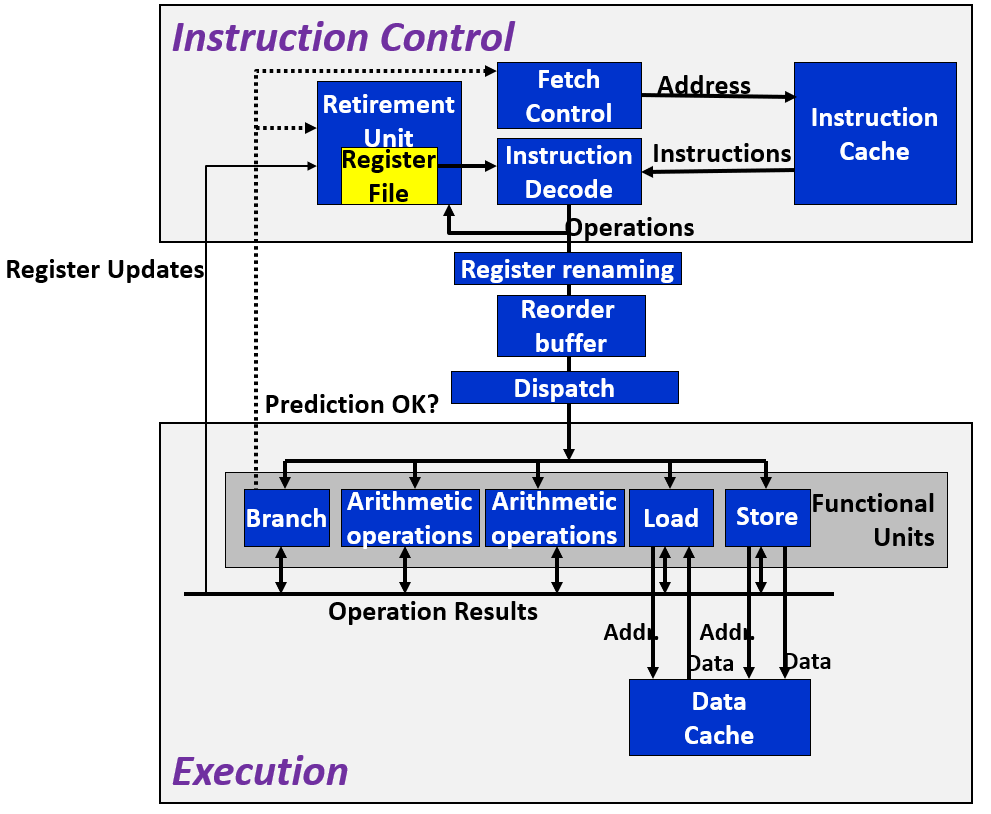 Instruction Control
Fetch
Control
Address
Instruction
Cache
Retirement
Unit
Register
File
Instruction
Decode
Instructions
Operations
Register Updates
Register renaming
Reorder
buffer
Dispatch
Prediction OK?
Branch
Arithmetic
operations
Arithmetic
operations
Load
Store
Functional
Units
Operation Results
Addr.
Addr.
Data
Data
Data
Cache
Execution